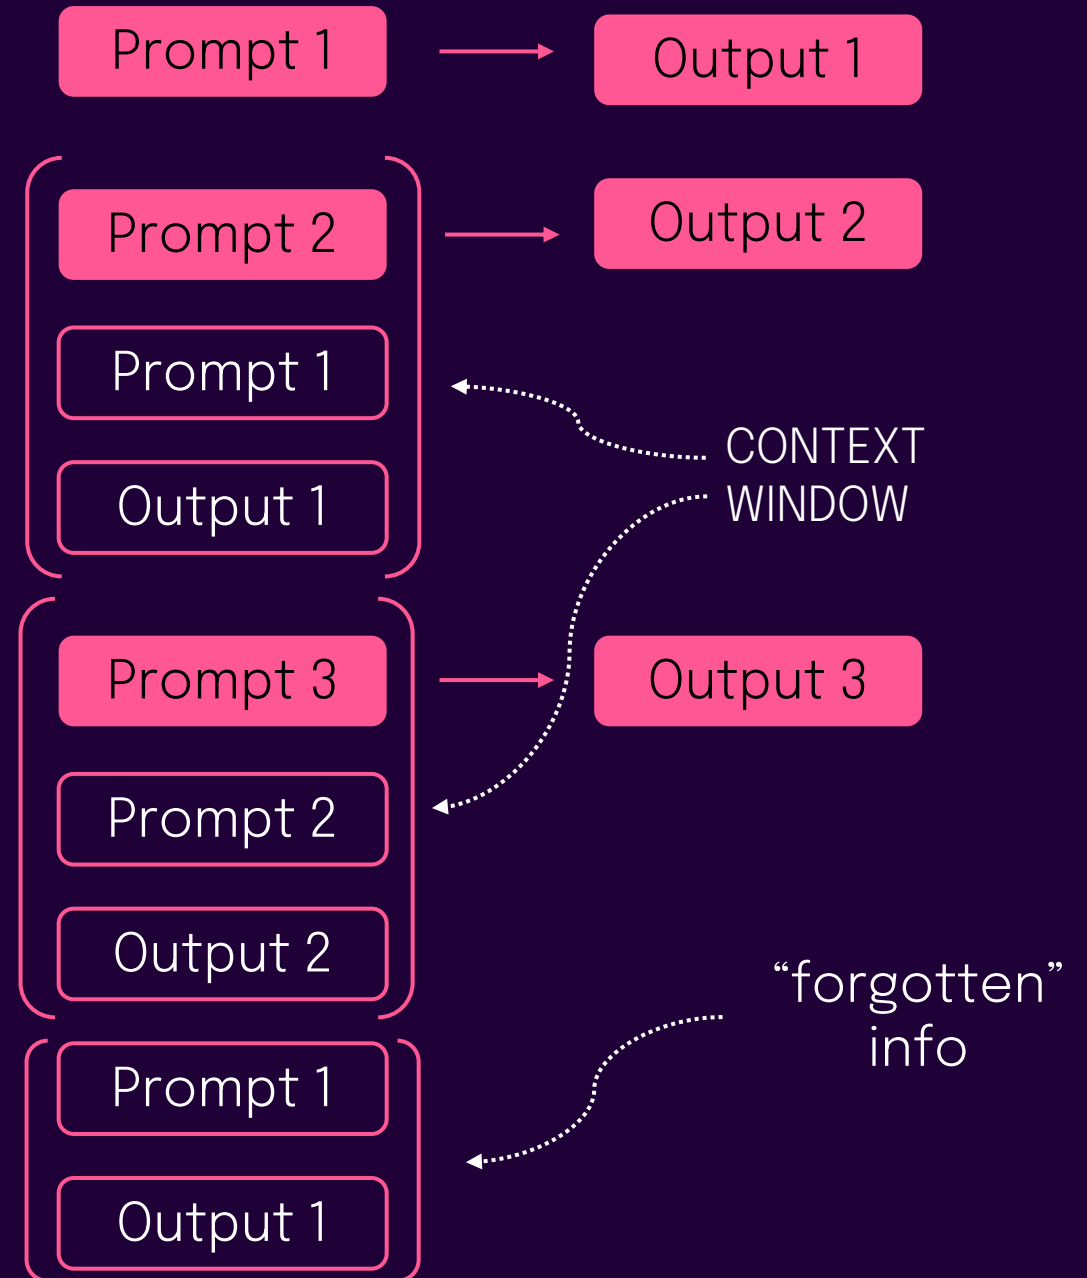 Prompt 1
Output 1
Prompt 2
Output 2
Prompt 1
Output 1
CONTEXT
WINDOW
Prompt 3
Output 3
Prompt 2
Output 2
“forgotten”
info
Prompt 1
Output 1